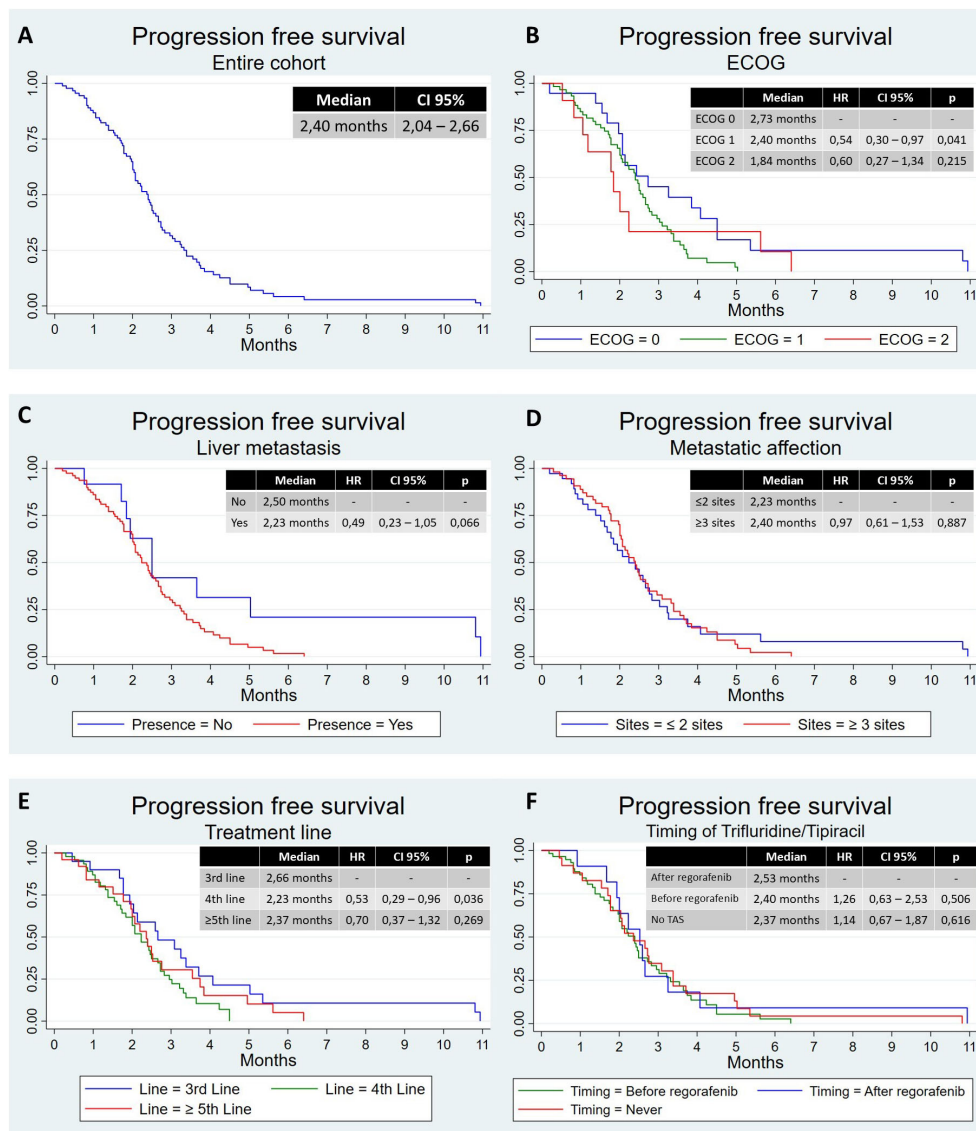 A
Progression free survival
Entire cohort
Median CI 95%
2,40 months 2,04 – 2,66
1.00
0.75
0.50
0.25
0.00
0 1 2 3 4 5 6 7 8 9 10 11
Months
B
Progression free survival
ECOG
Median HR CI 95% p
ECOG 0 2,73 months - - -
ECOG 1 2,40 months 0,54 0,30 – 0,97 0,041
ECOG 2 1,84 months 0,60 0,27 – 1,34 0,215
1.00
0.75
0.50
0.25
0.00
0 1 2 3 4 5 6 7 8 9 10 11
Months
ECOG = 0 ECOG = 1 ECOG = 2
C
Progression free survival
Liver metastasis
Median HR CI 95% p
No 2,50 months - - -
Yes 2,23 months 0,49 0,23 – 1,05 0,066
1.00
0.75
0.50
0.25
0.00
0 1 2 3 4 5 6 7 8 9 10 11
Months
Presence = No Presence = Yes
D
Progression free survival
Metastatic affection
Median HR CI 95% p
≤2 sites 2,23 months - - -
≥3 sites 2,40 months 0,97 0,61 – 1,53 0,887
1.00
0.75
0.50
0.25
0.00
0 1 2 3 4 5 6 7 8 9 10 11
Months
Sites = ≤ 2 sites Sites = ≥ 3 sites
E
Progression free survival
Treatment line
Median HR CI 95% p
3rd line 2,66 months - - -
4th line 2,23 months 0,53 0,29 – 0,96 0,036
≥5th line 2,37 months 0,70 0,37 – 1,32 0,269
1.00
0.75
0.50
0.25
0.00
0 1 2 3 4 5 6 7 8 9 10 11
Months
Line = 3rd Line Line = 4th Line
Line = ≥ 5th Line
F
Progression free survival
Timing of Trifluridine/Tipiracil
Median HR CI 95% p
After regorafenib 2,53 months - - -
Before regorafenib 2,40 months 1,26 0,63 – 2,53 0,506
No TAS 2,37 months 1,14 0,67 – 1,87 0,616
1.00
0.75
0.50
0.25
0.00
0 1 2 3 4 5 6 7 8 9 10 11
Months
Timing = Before regorafenib Timing = After regorafenib
Timing = Never